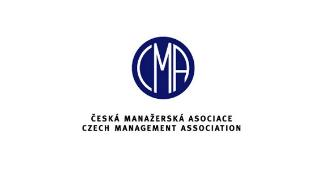 CMA
ČESKÁ MANAŽERSKÁ ASOCIACE
CZECH MANAGEMENT ASSOCIATION